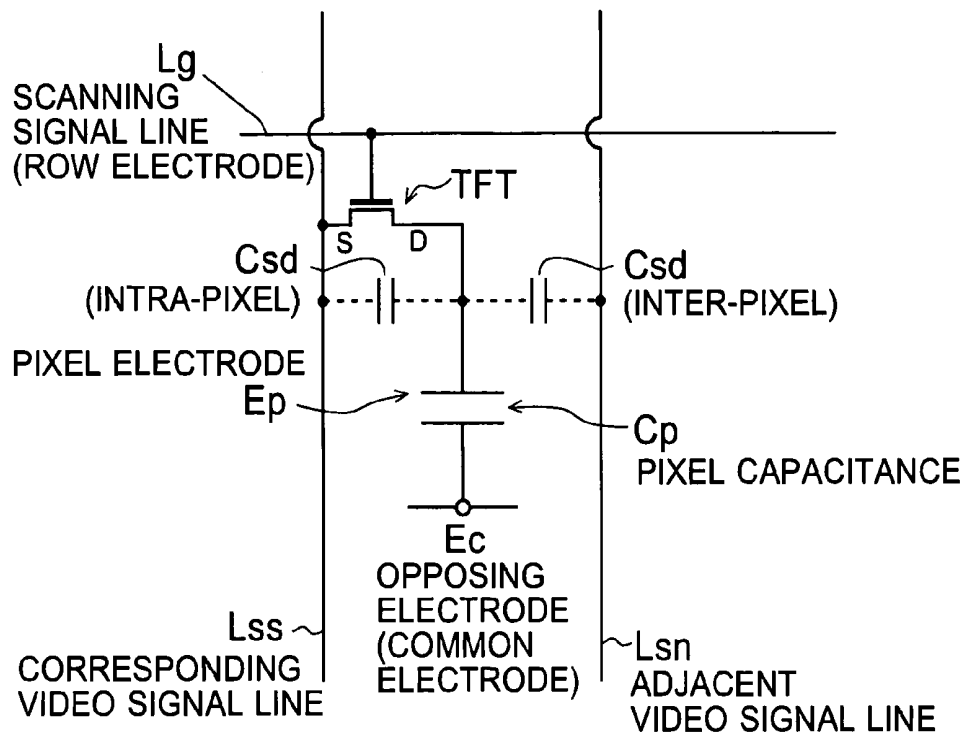 Lg
SCANNING
SIGNAL LINE
(ROW ELECTRODE)
TFT
S
D
Csd
(INTRA-PIXEL)
Csd
(INTER-PIXEL)
PIXEL ELECTRODE
Ep
Cp
PIXEL CAPACITANCE
Ec
OPPOSING
ELECTRODE
(COMMON
ELECTRODE)
Lss
CORRESPONDING
VIDEO SIGNAL LINE
Lsn
ADJACENT
VIDEO SIGNAL LINE